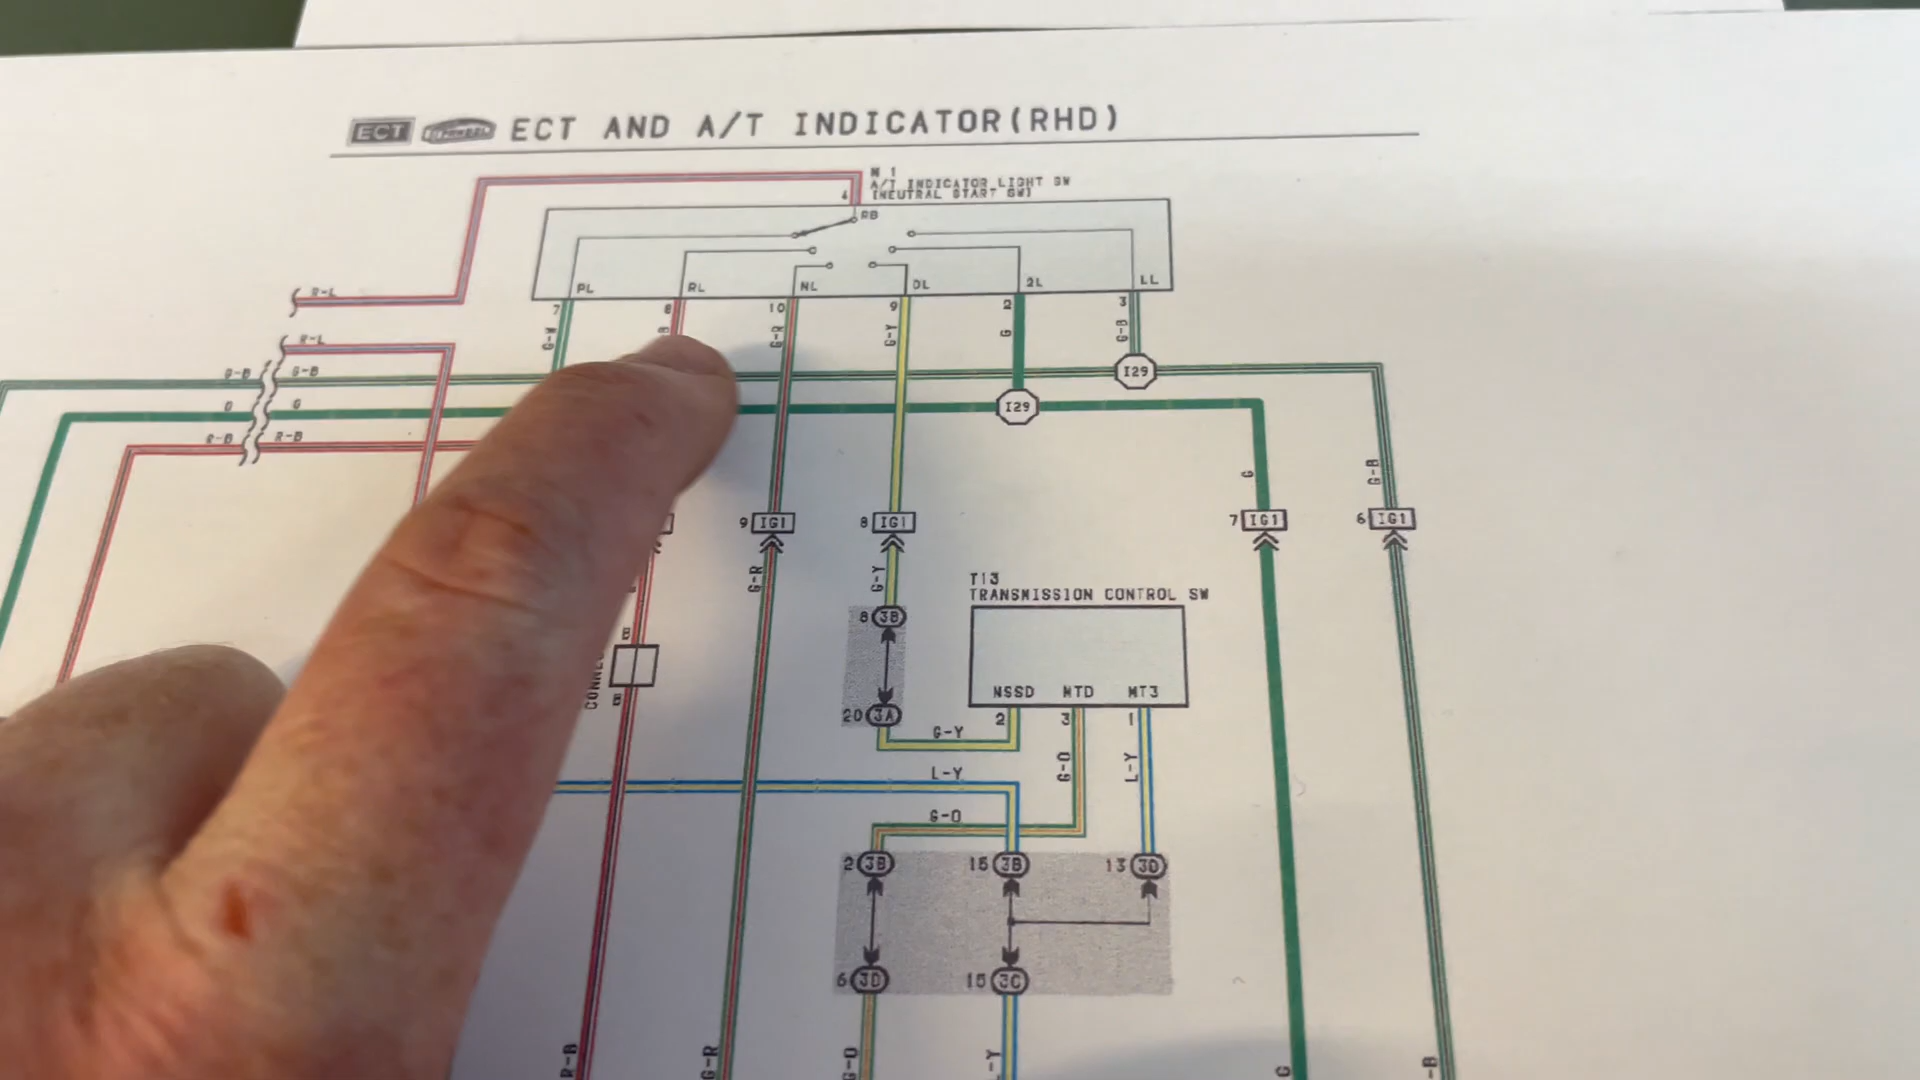 ECT ECT AND A/T INDICATOR(RHD)
N 1
A/T INDICATOR LIGHT SW
(NEUTRAL START SW)
4
RB
PL RL NL DL 2L LL
7 8 10 9 2 3
G-W B G-R G-Y G G-B
R-L
R-L
G-B G-B
G G
R-B R-B
I29
I29
G G-B
9 IG1 8 IG1 7 IG1 6 IG1
G-R G-Y
T13
TRANSMISSION CONTROL SW
8 3B
B
NSSD MTD MT3
CONNE
B
20 3A 2 3 1
G-Y
L-Y G-O L-Y
G-O
2 3B 15 3B 13 3D
6 3D 15 3C
R-B G-R G-O L-Y G -B